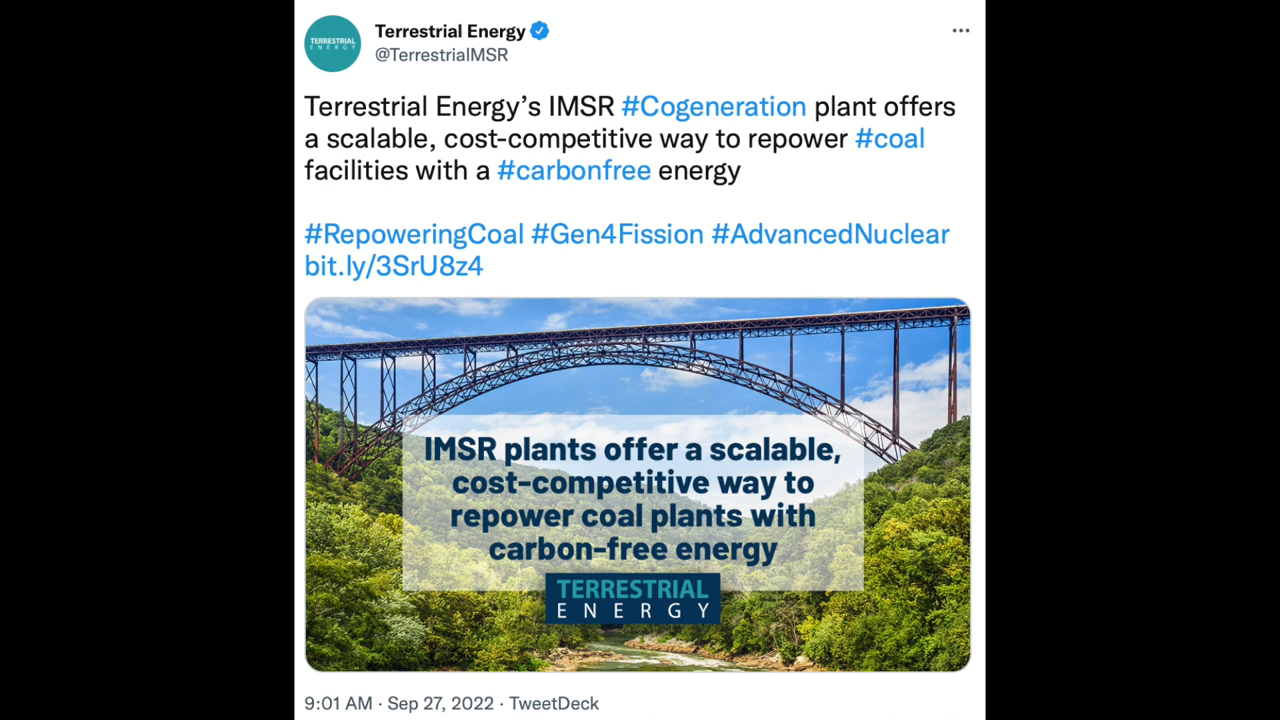 TERRESTRIAL
ENERGY
Terrestrial Energy
@TerrestrialMSR
Terrestrial Energy’s IMSR #Cogeneration plant offers
a scalable, cost-competitive way to repower #coal
facilities with a #carbonfree energy
#RepoweringCoal #Gen4Fission #AdvancedNuclear
bit.ly/3SrU8z4
IMSR plants offer a scalable,
cost-competitive way to
repower coal plants with
carbon-free energy
TERRESTRIAL
ENERGY
9:01 AM · Sep 27, 2022 · TweetDeck